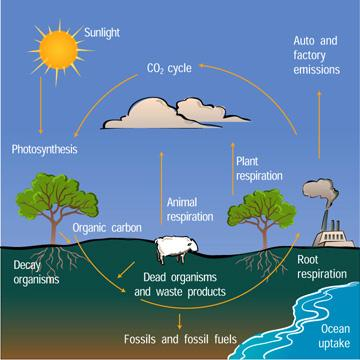 Sunlight
Auto and
factory
emissions
CO₂ cycle
Photosynthesis
Plant
respiration
Animal
respiration
Organic carbon
Decay
organisms
Dead organisms
and waste products
Root
respiration
Fossils and fossil fuels
Ocean
uptake